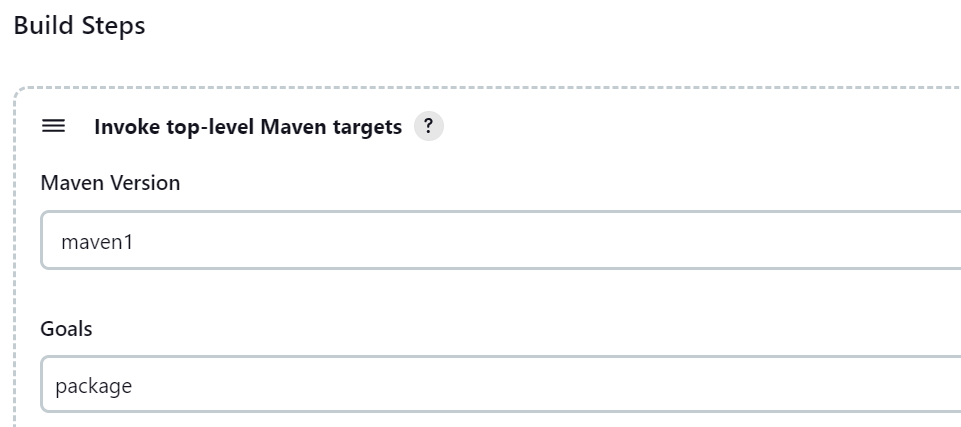 Build Steps
Invoke top-level Maven targets ?
Maven Version
maven1
Goals
package